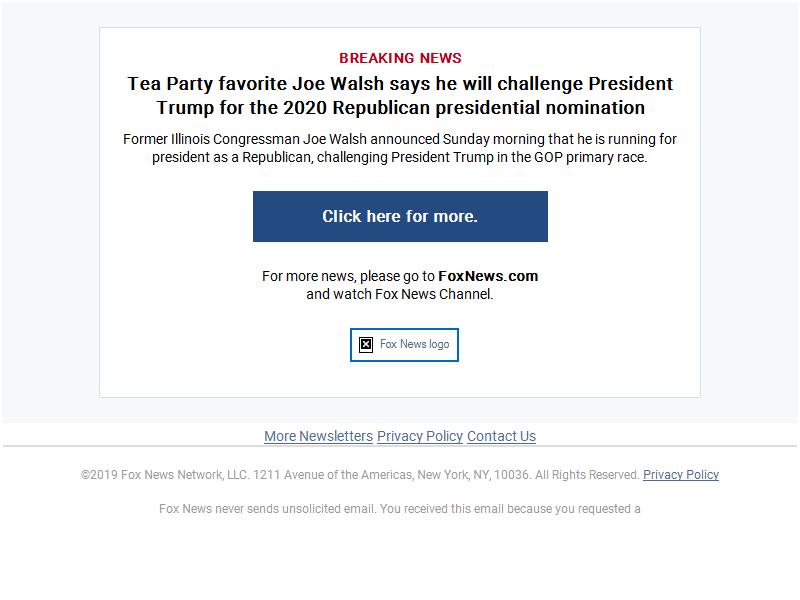 BREAKING NEWS
Tea Party favorite Joe Walsh says he will challenge President
Trump for the 2020 Republican presidential nomination
Former Illinois Congressman Joe Walsh announced Sunday morning that he is running for
president as a Republican, challenging President Trump in the GOP primary race.
Click here for more.
For more news, please go to FoxNews.com
and watch Fox News Channel.
Fox News logo
More Newsletters Privacy Policy Contact Us
©2019 Fox News Network, LLC. 1211 Avenue of the Americas, New York, NY, 10036. All Rights Reserved. Privacy Policy
Fox News never sends unsolicited email. You received this email because you requested a